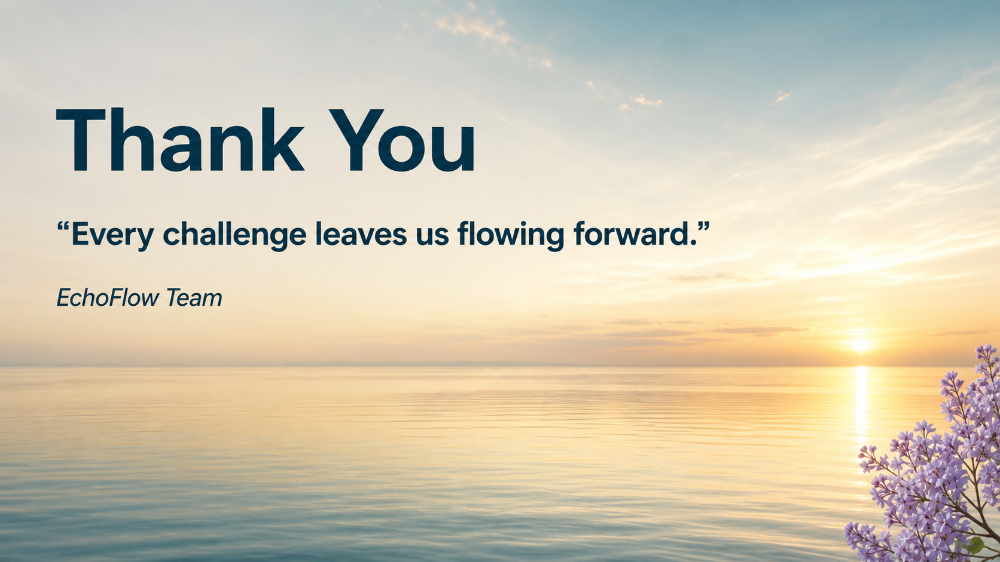 Thank You
“Every challenge leaves us flowing forward.”
EchoFlow Team